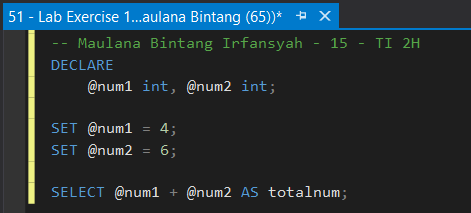 51 - Lab Exercise 1...aulana Bintang (65))*
-- Maulana Bintang Irfansyah - 15 - TI 2H
DECLARE
@num1 int, @num2 int;
SET @num1 = 4;
SET @num2 = 6;
SELECT @num1 + @num2 AS totalnum;